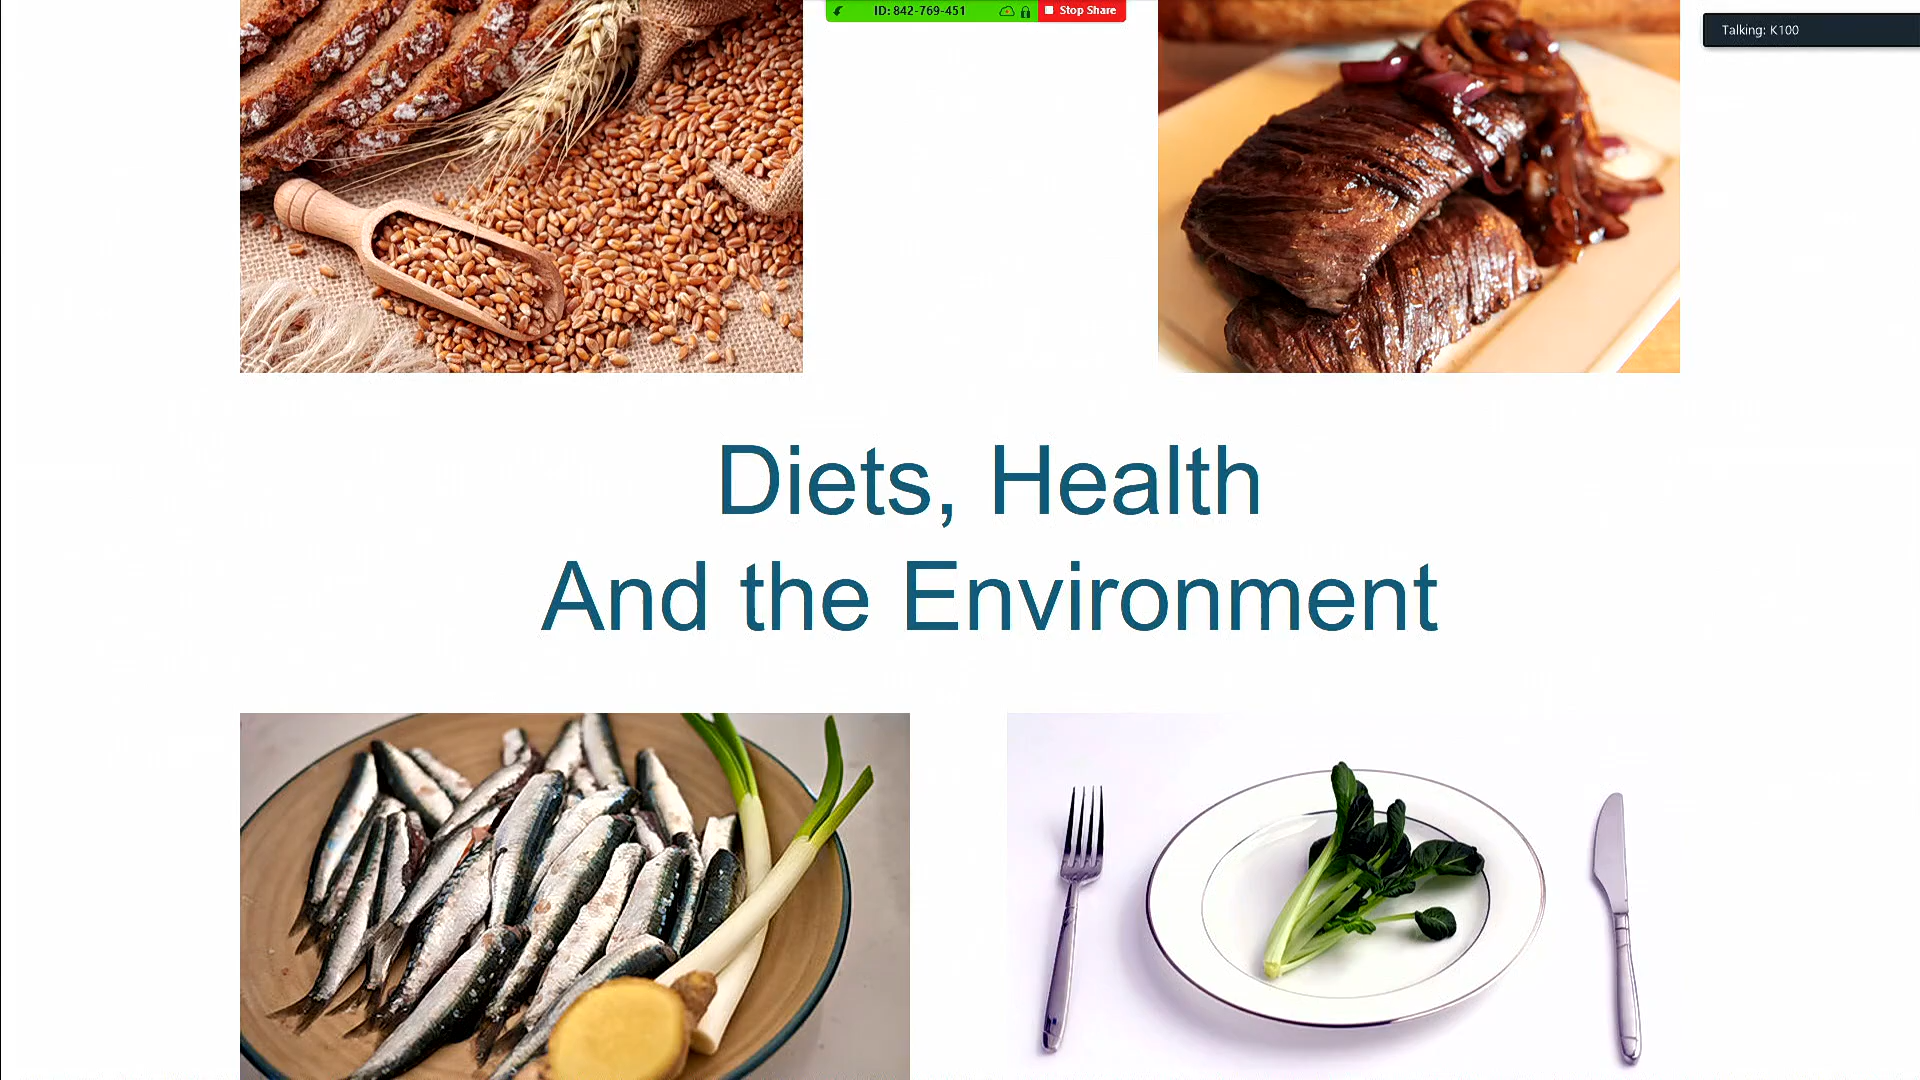 ID: 842-769-451 Stop Share
Talking: K100
Diets, Health
And the Environment